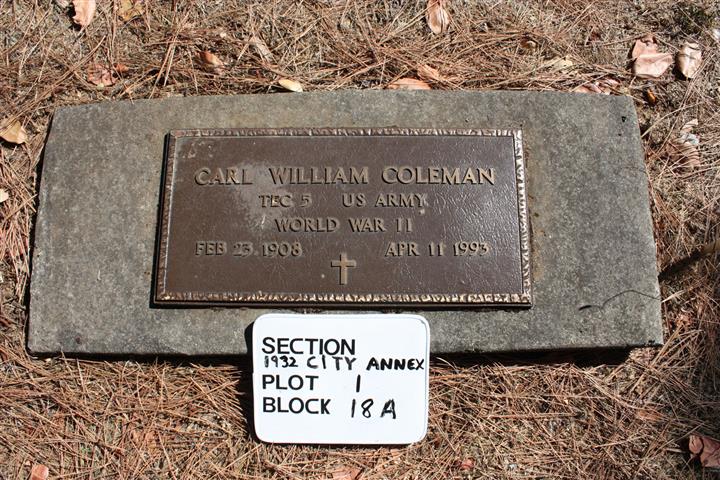 CARL WILLIAM COLEMAN
TEC 5 US ARMY
WORLD WAR II
FEB 23 1908 APR 11 1993
SECTION
1932 CITY ANNEX
PLOT 1
BLOCK 18A